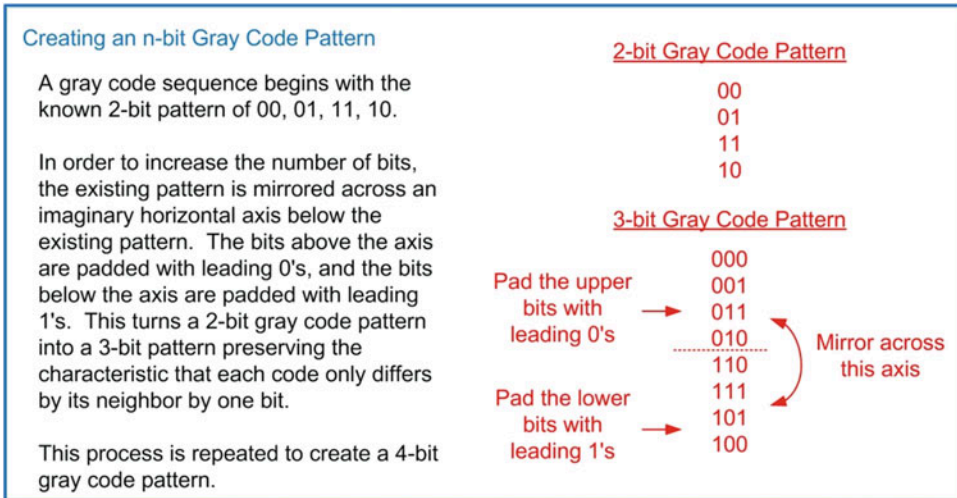 Creating an n-bit Gray Code Pattern
A gray code sequence begins with the
known 2-bit pattern of 00, 01, 11, 10.
In order to increase the number of bits,
the existing pattern is mirrored across an
imaginary horizontal axis below the
existing pattern. The bits above the axis
are padded with leading 0's, and the bits
below the axis are padded with leading
1's. This turns a 2-bit gray code pattern
into a 3-bit pattern preserving the
characteristic that each code only differs
by its neighbor by one bit.
This process is repeated to create a 4-bit
gray code pattern.
2-bit Gray Code Pattern
00
01
11
10
3-bit Gray Code Pattern
000
001
011
010
110
111
101
100
Pad the upper
bits with
leading 0's
Pad the lower
bits with
leading 1's
Mirror across
this axis